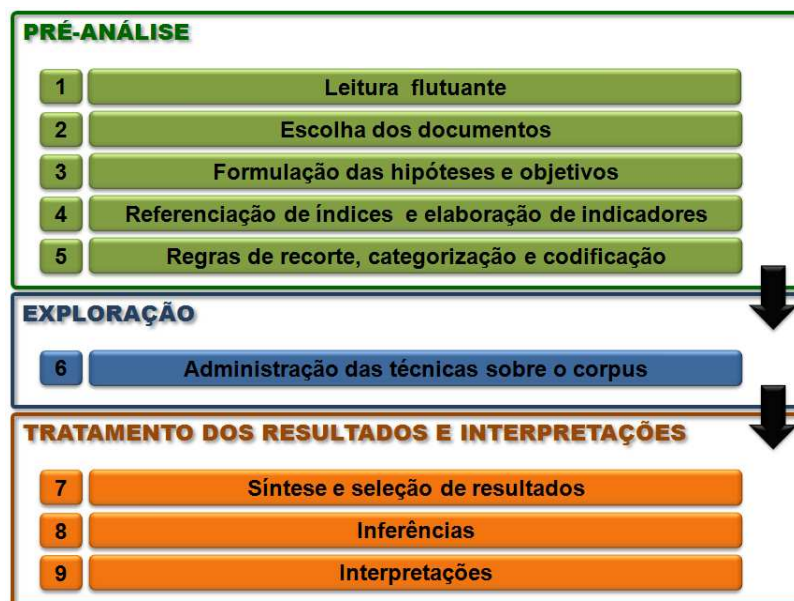 PRÉ-ANÁLISE
1 Leitura flutuante
2 Escolha dos documentos
3 Formulação das hipóteses e objetivos
4 Referenciação de índices e elaboração de indicadores
5 Regras de recorte, categorização e codificação
EXPLORAÇÃO
6 Administração das técnicas sobre o corpus
TRATAMENTO DOS RESULTADOS E INTERPRETAÇÕES
7 Síntese e seleção de resultados
8 Inferências
9 Interpretações